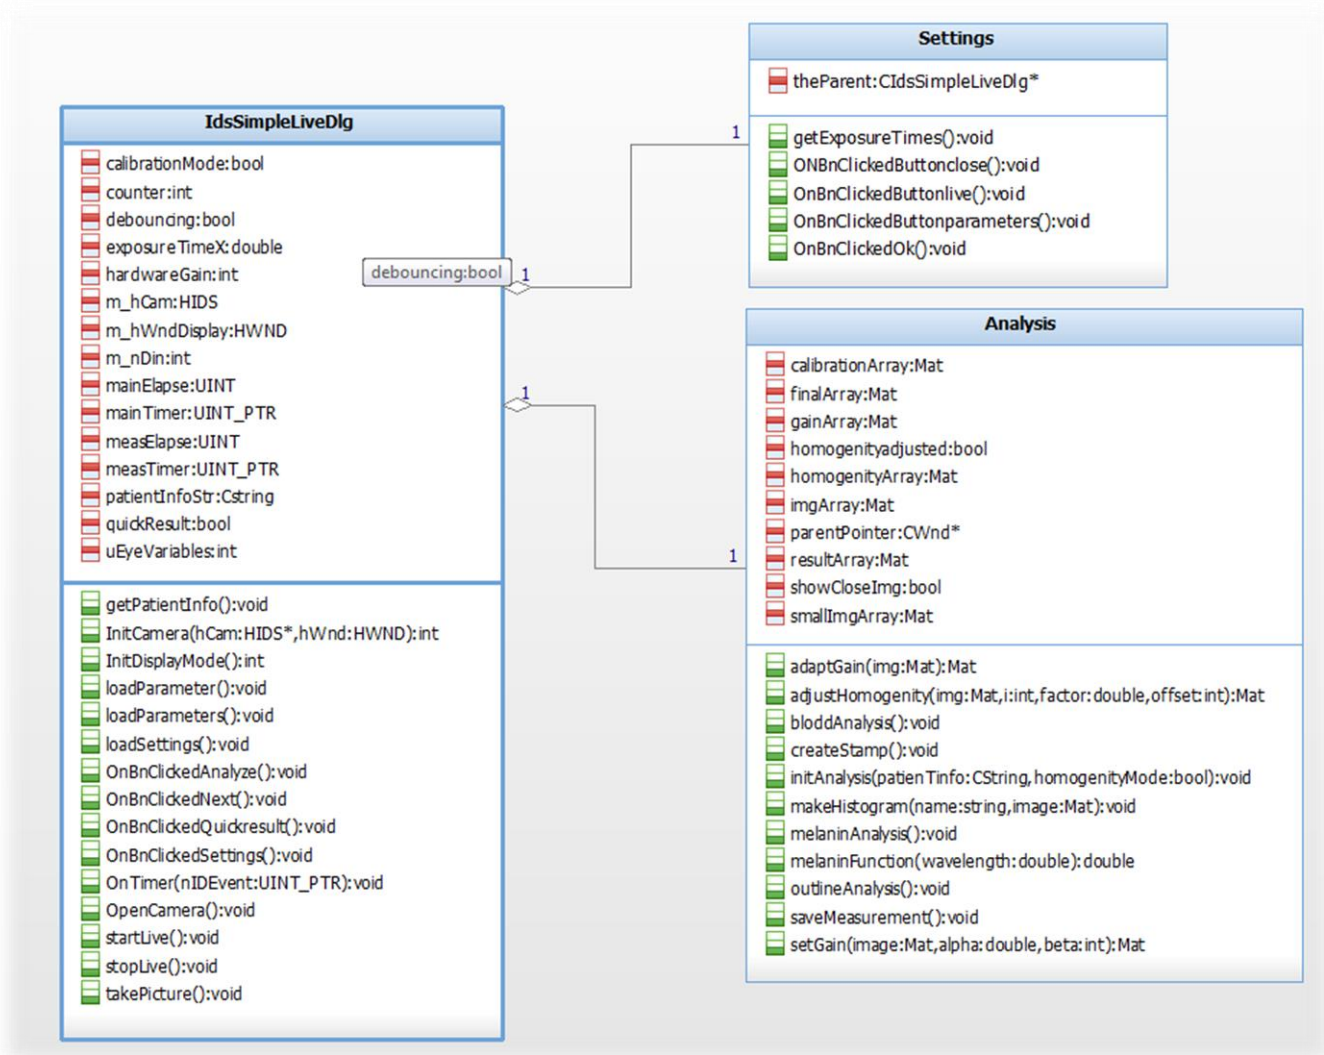 IdsSimpleLiveDlg
calibrationMode:bool
counter:int
debouncing:bool
exposureTimeX:double
hardwareGain:int
m_hCam:HIDS
m_hWndDisplay:HWND
m_nDin:int
mainElapse:UINT
mainTimer:UINT_PTR
measElapse:UINT
measTimer:UINT_PTR
patientInfoStr:Cstring
quickResult:bool
uEyeVariables:int
getPatientInfo():void
InitCamera(hCam:HIDS*,hWnd:HWND):int
InitDisplayMode():int
loadParameter():void
loadParameters():void
loadSettings():void
OnBnClickedAnalyze():void
OnBnClickedNext():void
OnBnClickedQuickresult():void
OnBnClickedSettings():void
OnTimer(nIDEvent:UINT_PTR):void
OpenCamera():void
startLive():void
stopLive():void
takePicture():void
debouncing:bool
1
1
1
1
Settings
theParent:CIdsSimpleLiveDlg*
getExposureTimes():void
ONBnClickedButtonclose():void
OnBnClickedButtonlive():void
OnBnClickedButtonparameters():void
OnBnClickedOk():void
Analysis
calibrationArray:Mat
finalArray:Mat
gainArray:Mat
homogenityadjusted:bool
homogenityArray:Mat
imgArray:Mat
parentPointer:CWnd*
resultArray:Mat
showCloseImg:bool
smallImgArray:Mat
adaptGain(img:Mat):Mat
adjustHomogenity(img:Mat,i:int,factor:double,offset:int):Mat
bloddAnalysis():void
createStamp():void
initAnalysis(patienTinfo:CString,homogenityMode:bool):void
makeHistogram(name:string,image:Mat):void
melaninAnalysis():void
melaninFunction(wavelength:double):double
outlineAnalysis():void
saveMeasurement():void
setGain(image:Mat,alpha:double,beta:int):Mat